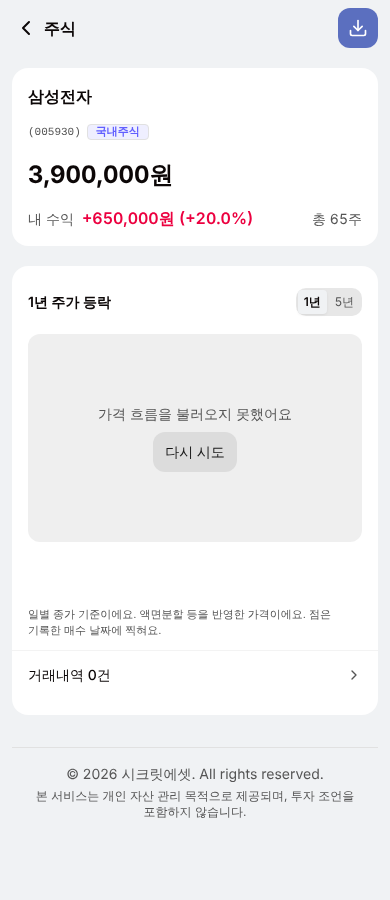 주식
삼성전자
(005930) 국내주식
3,900,000원
내 수익 +650,000원 (+20.0%) 총 65주
1년 주가 등락 1년 5년
가격 흐름을 불러오지 못했어요
다시 시도
일별 종가 기준이에요. 액면분할 등을 반영한 가격이에요. 점은
기록한 매수 날짜에 찍혀요.
거래내역 0건
© 2026 시크릿에셋. All rights reserved.
본 서비스는 개인 자산 관리 목적으로 제공되며, 투자 조언을
포함하지 않습니다.